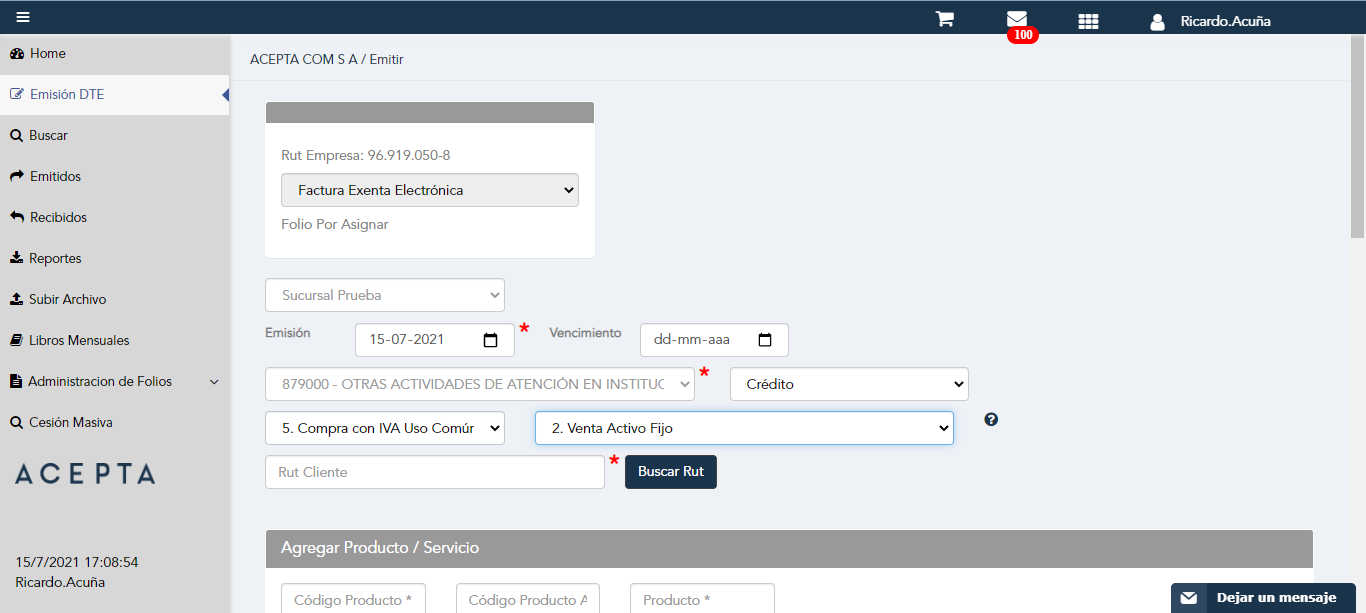 100
Ricardo.Acuña
Home
Emisión DTE
Buscar
Emitidos
Recibidos
Reportes
Subir Archivo
Libros Mensuales
Administracion de Folios
Cesión Masiva
ACEPTA
15/7/2021 17:08:54
Ricardo.Acuña
ACEPTA COM S A / Emitir
Rut Empresa: 96.919.050-8
Factura Exenta Electrónica
Folio Por Asignar
Sucursal Prueba
Emisión 15-07-2021 * Vencimiento dd-mm-aaa
879000 - OTRAS ACTIVIDADES DE ATENCIÓN EN INSTITUC * Crédito
5. Compra con IVA Uso Común 2. Venta Activo Fijo ?
Rut Cliente * Buscar Rut
Agregar Producto / Servicio
Código Producto * Código Producto A Producto *
Dejar un mensaje